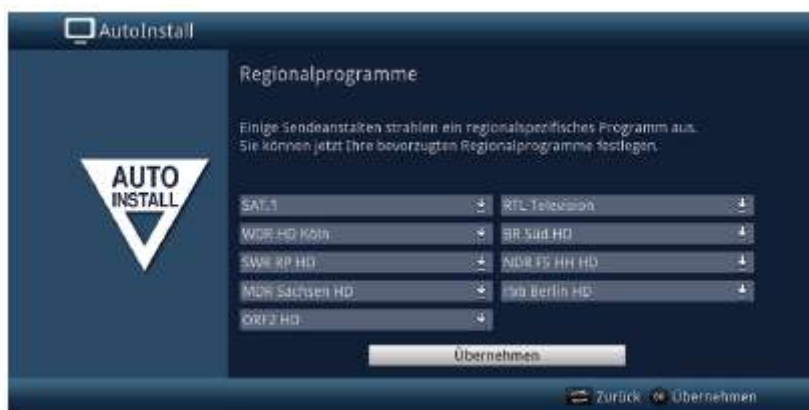 AutoInstall
Regionalprogramme
Einige Sendeanstalten strahlen ein regionalspezifisches Programm aus.
Sie können jetzt Ihre bevorzugten Regionalprogramme festlegen.
AUTO
INSTALL
SAT.1
RTL Television
WDR HD Köln
BR Süd HD
SWR RP HD
NDR FS HH HD
MDR Sachsen HD
rbb Berlin HD
ORF2 HD
Übernehmen
Zurück OK Übernehmen